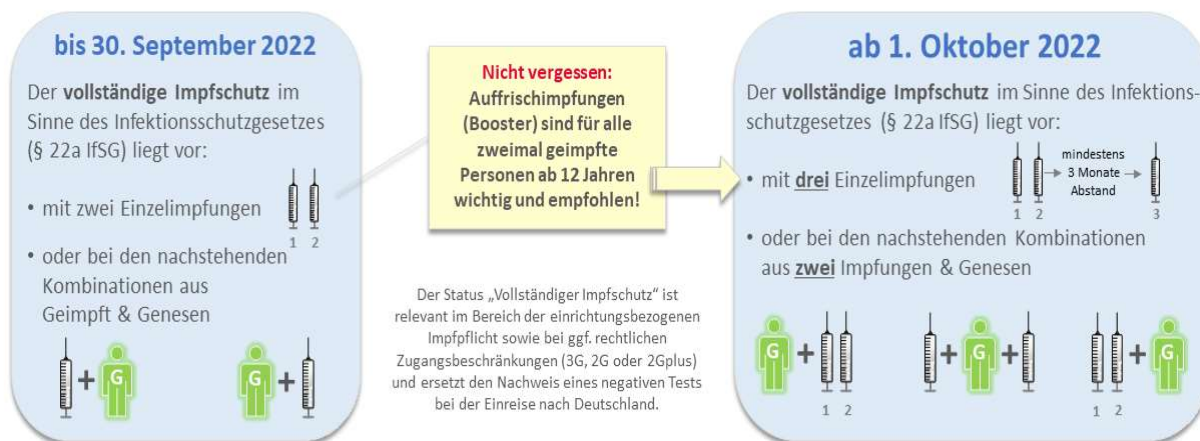 bis 30. September 2022
Der vollständige Impfschutz im
Sinne des Infektionsschutzgesetzes
(§ 22a IfSG) liegt vor:
• mit zwei Einzelimpfungen
1 2
• oder bei den nachstehenden
Kombinationen aus
Geimpft & Genesen
+ G
G +
Nicht vergessen:
Auffrischimpfungen
(Booster) sind für alle
zweimal geimpfte
Personen ab 12 Jahren
wichtig und empfohlen!
Der Status „Vollständiger Impfschutz“ ist
relevant im Bereich der einrichtungsbezogenen
Impfpflicht sowie bei ggf. rechtlichen
Zugangsbeschränkungen (3G, 2G oder 2Gplus)
und ersetzt den Nachweis eines negativen Tests
bei der Einreise nach Deutschland.
ab 1. Oktober 2022
Der vollständige Impfschutz im Sinne des Infektions-
schutzgesetzes (§ 22a IfSG) liegt vor:
• mit drei Einzelimpfungen
mindestens
3 Monate
Abstand
1 2 3
• oder bei den nachstehenden Kombinationen
aus zwei Impfungen & Genesen
G +
1 2
+ G +
+ G
1 2